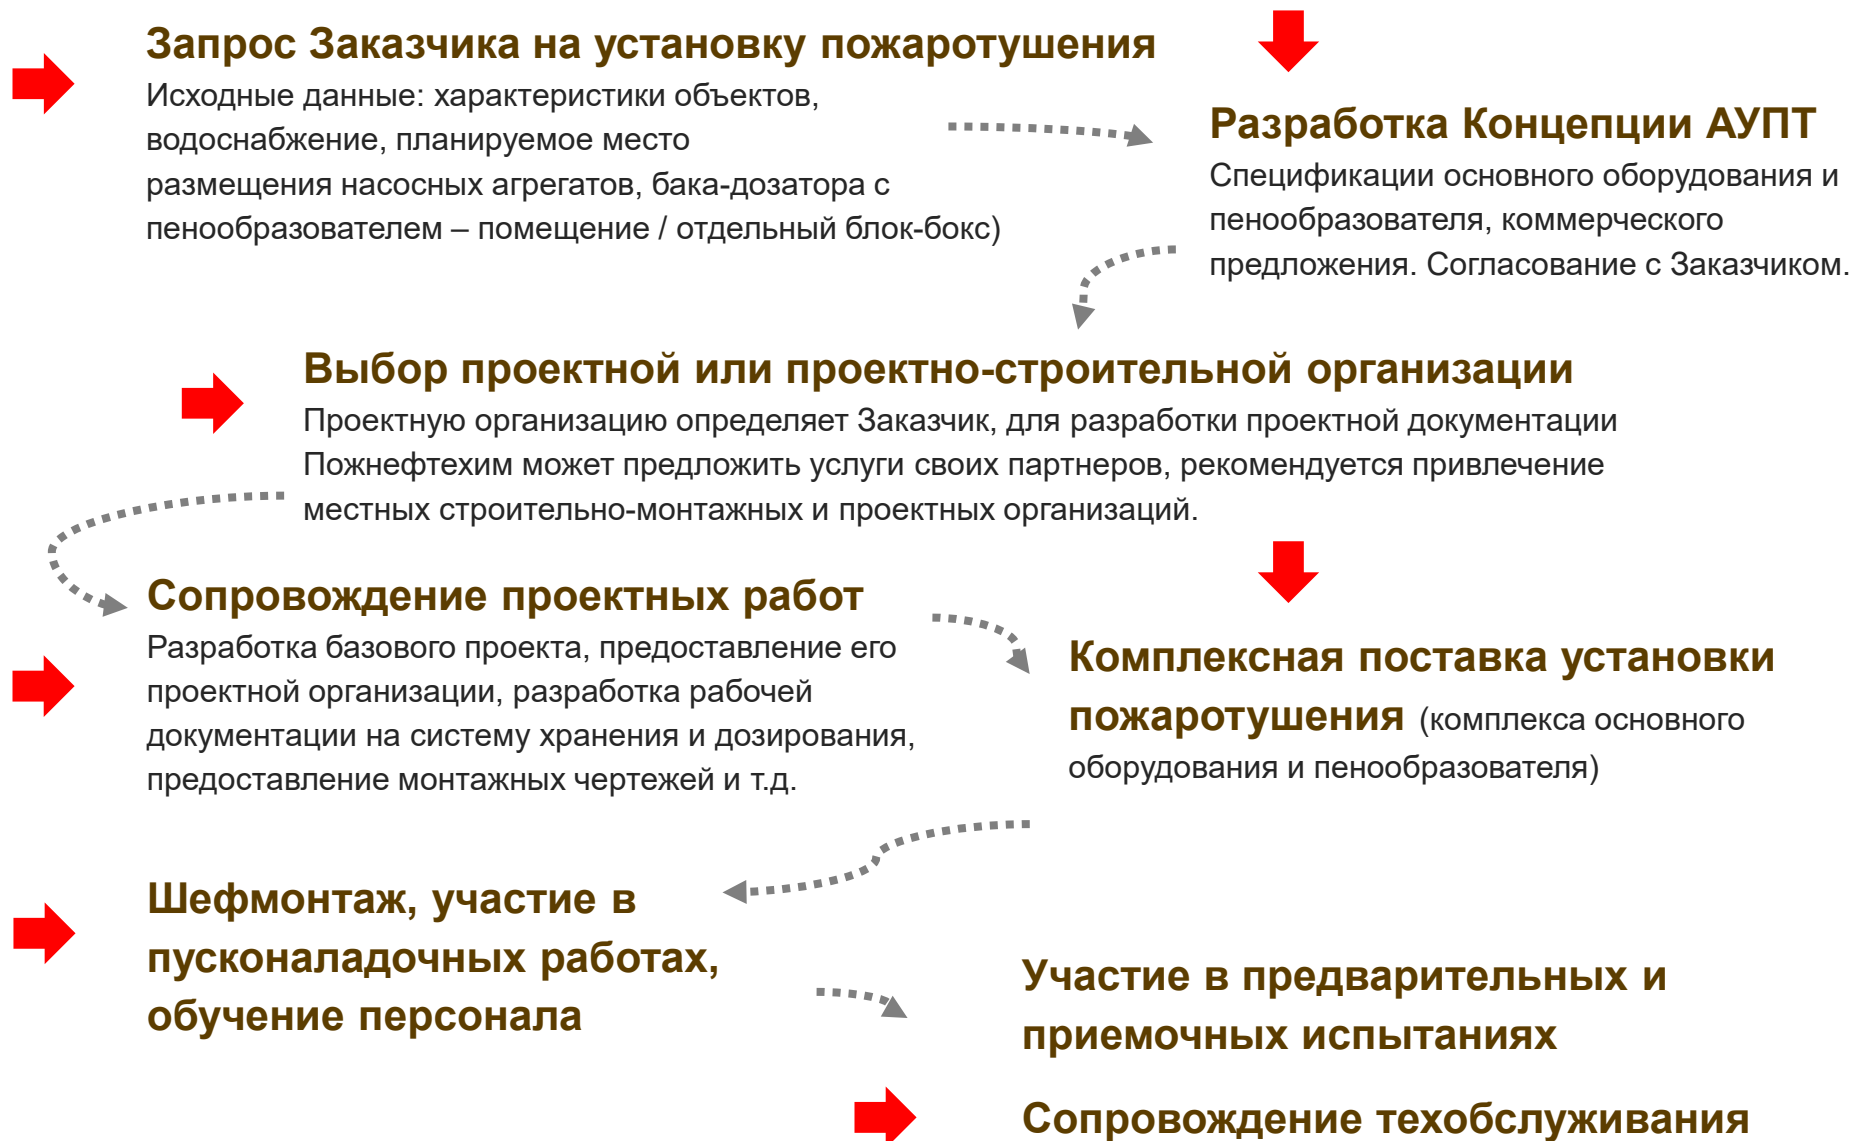 Запрос Заказчика на установку пожаротушения
Исходные данные: характеристики объектов,
водоснабжение, планируемое место
размещения насосных агрегатов, бака-дозатора с
пенообразователем – помещение / отдельный блок-бокс)
Разработка Концепции АУПТ
Спецификации основного оборудования и
пенообразователя, коммерческого
предложения. Согласование с Заказчиком.
Выбор проектной или проектно-строительной организации
Проектную организацию определяет Заказчик, для разработки проектной документации
Пожнефтехим может предложить услуги своих партнеров, рекомендуется привлечение
местных строительно-монтажных и проектных организаций.
Сопровождение проектных работ
Разработка базового проекта, предоставление его
проектной организации, разработка рабочей
документации на систему хранения и дозирования,
предоставление монтажных чертежей и т.д.
Комплексная поставка установки
пожаротушения (комплекса основного
оборудования и пенообразователя)
Шефмонтаж, участие в
пусконаладочных работах,
обучение персонала
Участие в предварительных и
приемочных испытаниях
Сопровождение техобслуживания